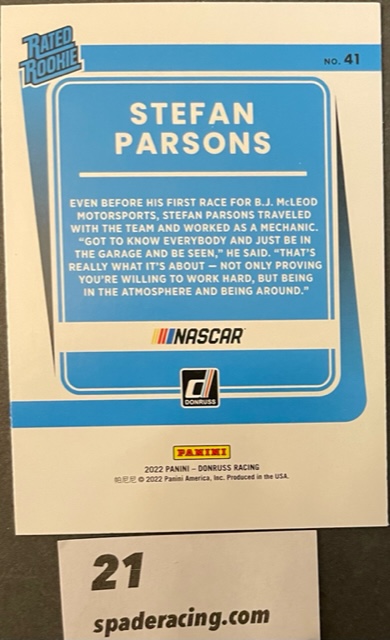 RATED
ROOKIE
NO. 41
STEFAN
PARSONS
EVEN BEFORE HIS FIRST RACE FOR B.J. McLEOD
MOTORSPORTS, STEFAN PARSONS TRAVELED
WITH THE TEAM AND WORKED AS A MECHANIC.
“GOT TO KNOW EVERYBODY AND JUST BE IN
THE GARAGE AND BE SEEN,” HE SAID. “THAT’S
REALLY WHAT IT’S ABOUT — NOT ONLY PROVING
YOU’RE WILLING TO WORK HARD, BUT BEING
IN THE ATMOSPHERE AND BEING AROUND.”
NASCAR
d
DONRUSS
PANINI
2022 PANINI – DONRUSS RACING
帕尼尼 © 2022 Panini America, Inc. Produced in the USA.
21
spaderacing.com